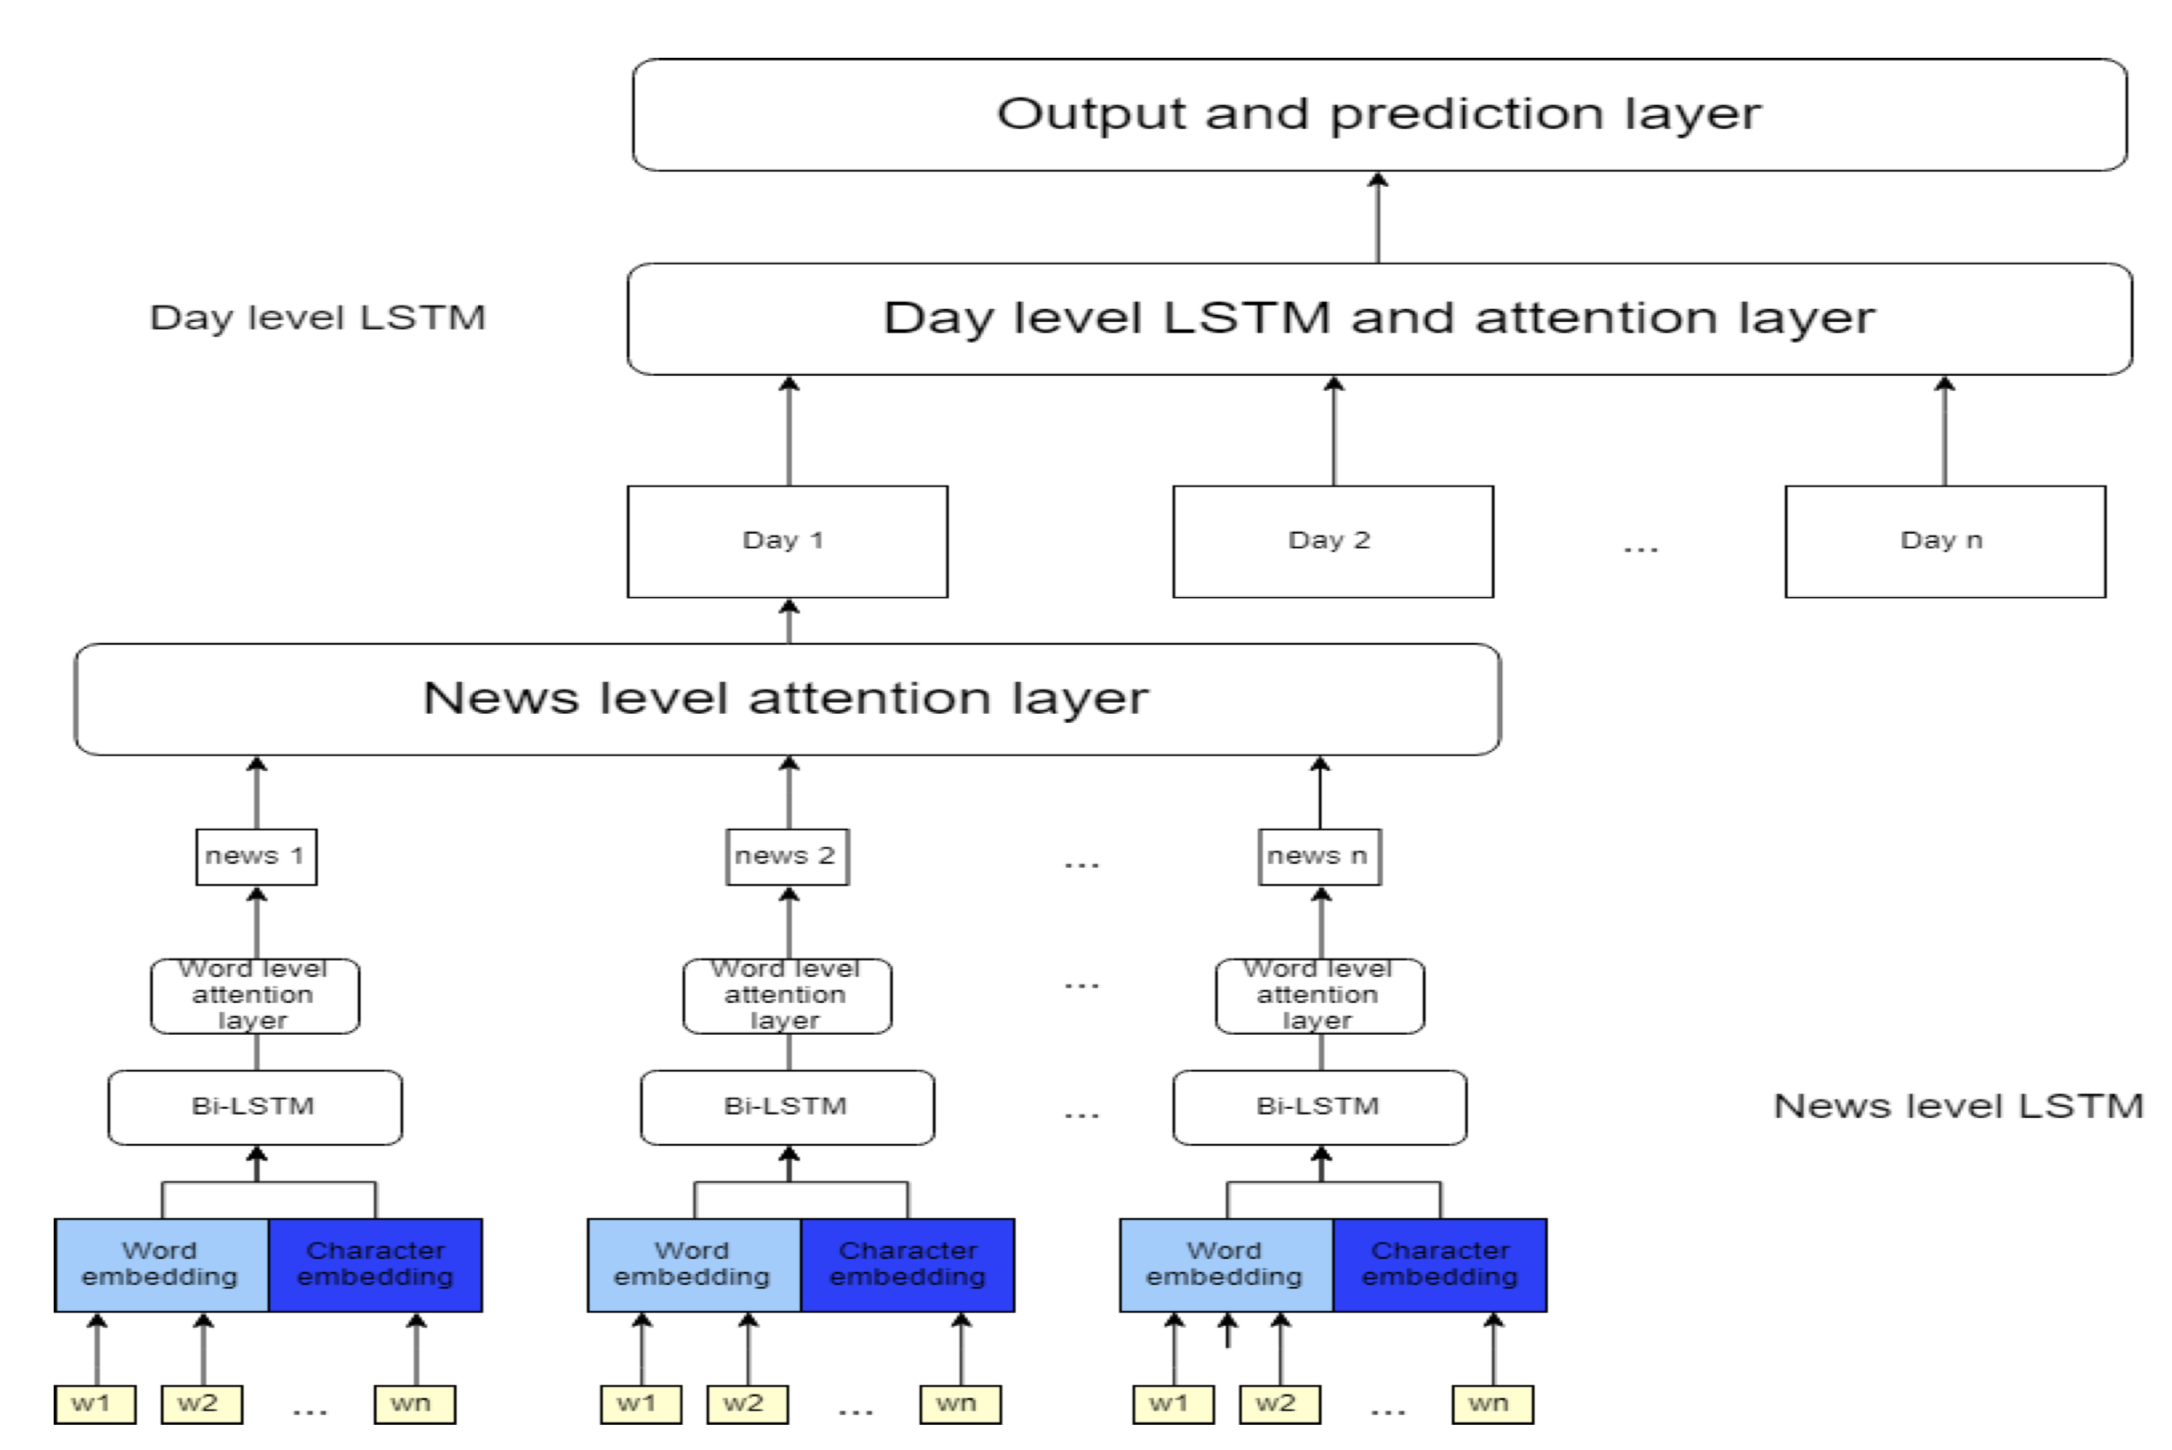 Output and prediction layer
Day level LSTM
Day level LSTM and attention layer
Day 1
Day 2
...
Day n
News level attention layer
news 1
news 2
...
news n
Word level
attention
layer
Word level
attention
layer
...
Word level
attention
layer
Bi-LSTM
Bi-LSTM
...
Bi-LSTM
News level LSTM
Word
embedding
Character
embedding
Word
embedding
Character
embedding
Word
embedding
Character
embedding
w1
w2
...
wn
w1
w2
...
wn
w1
w2
...
wn